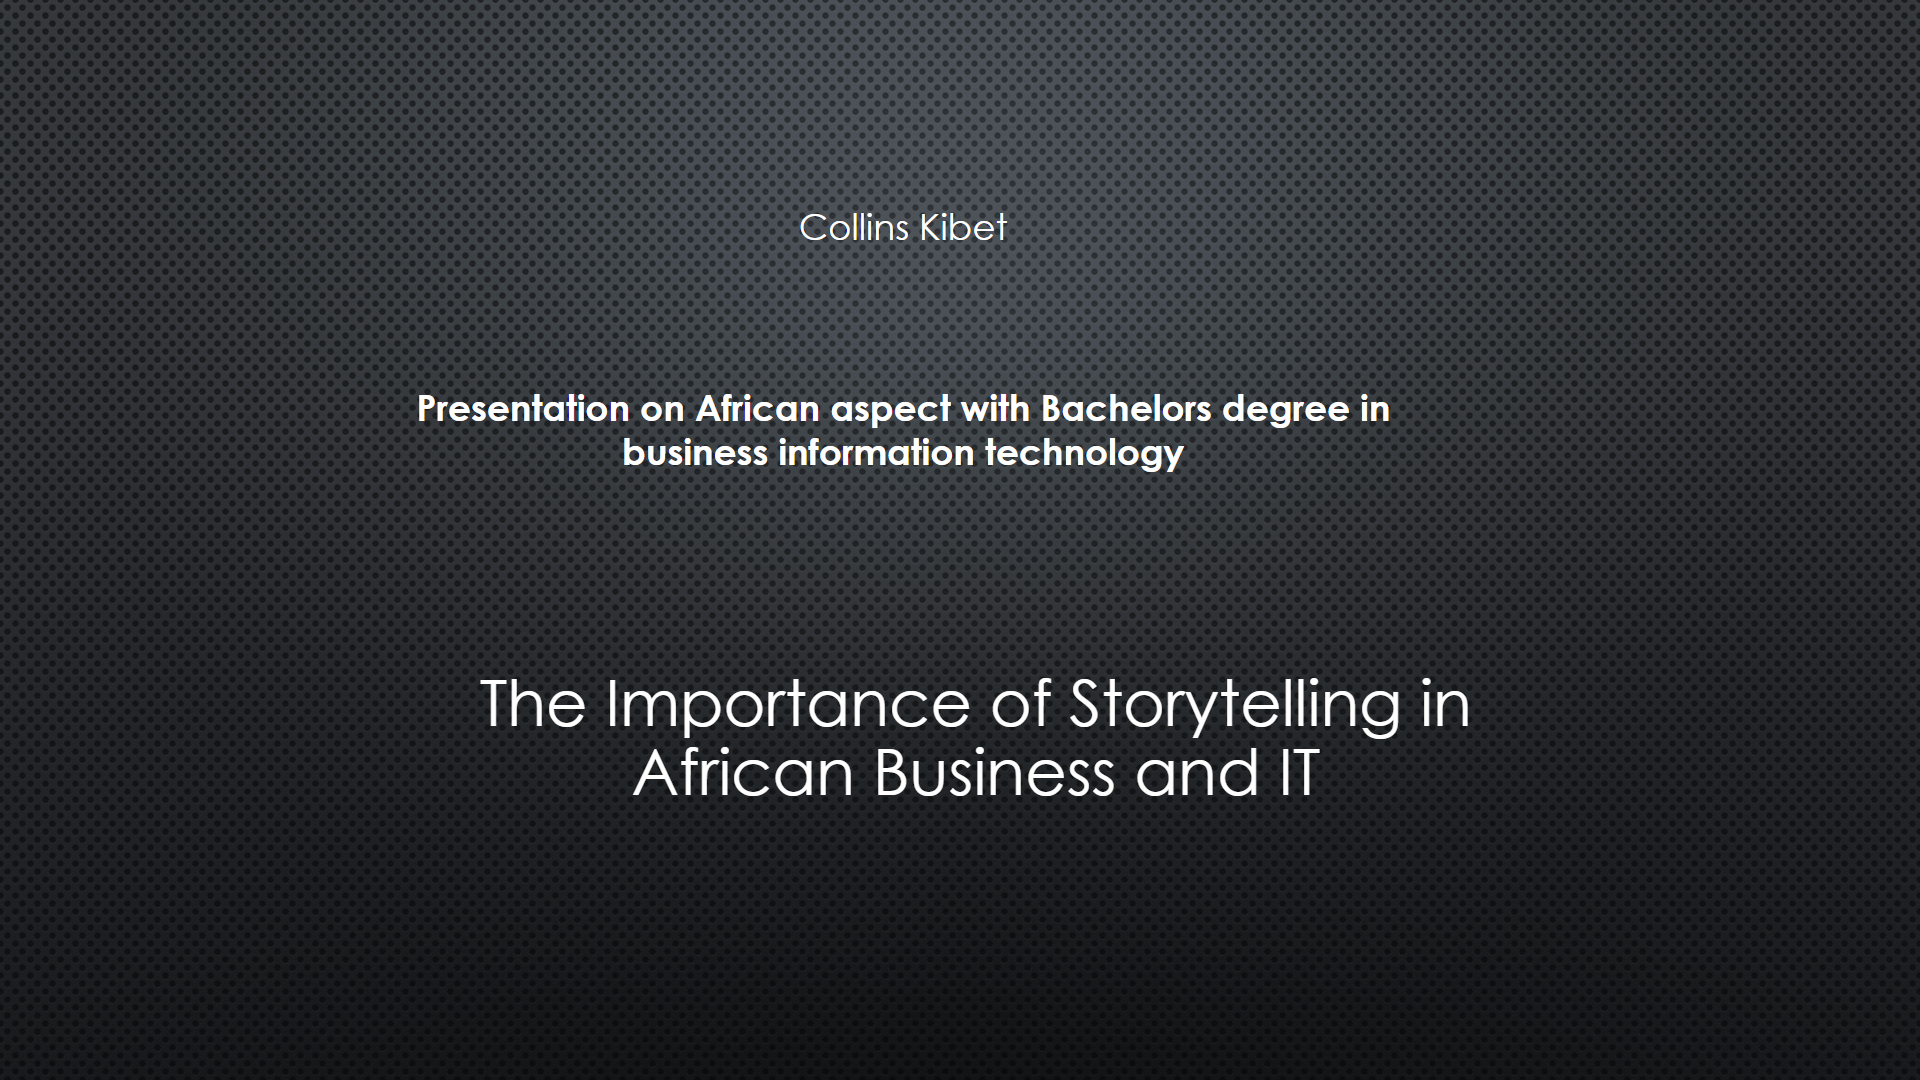 Collins Kibet
Presentation on African aspect with Bachelors degree in
business information technology
The Importance of Storytelling in
African Business and IT